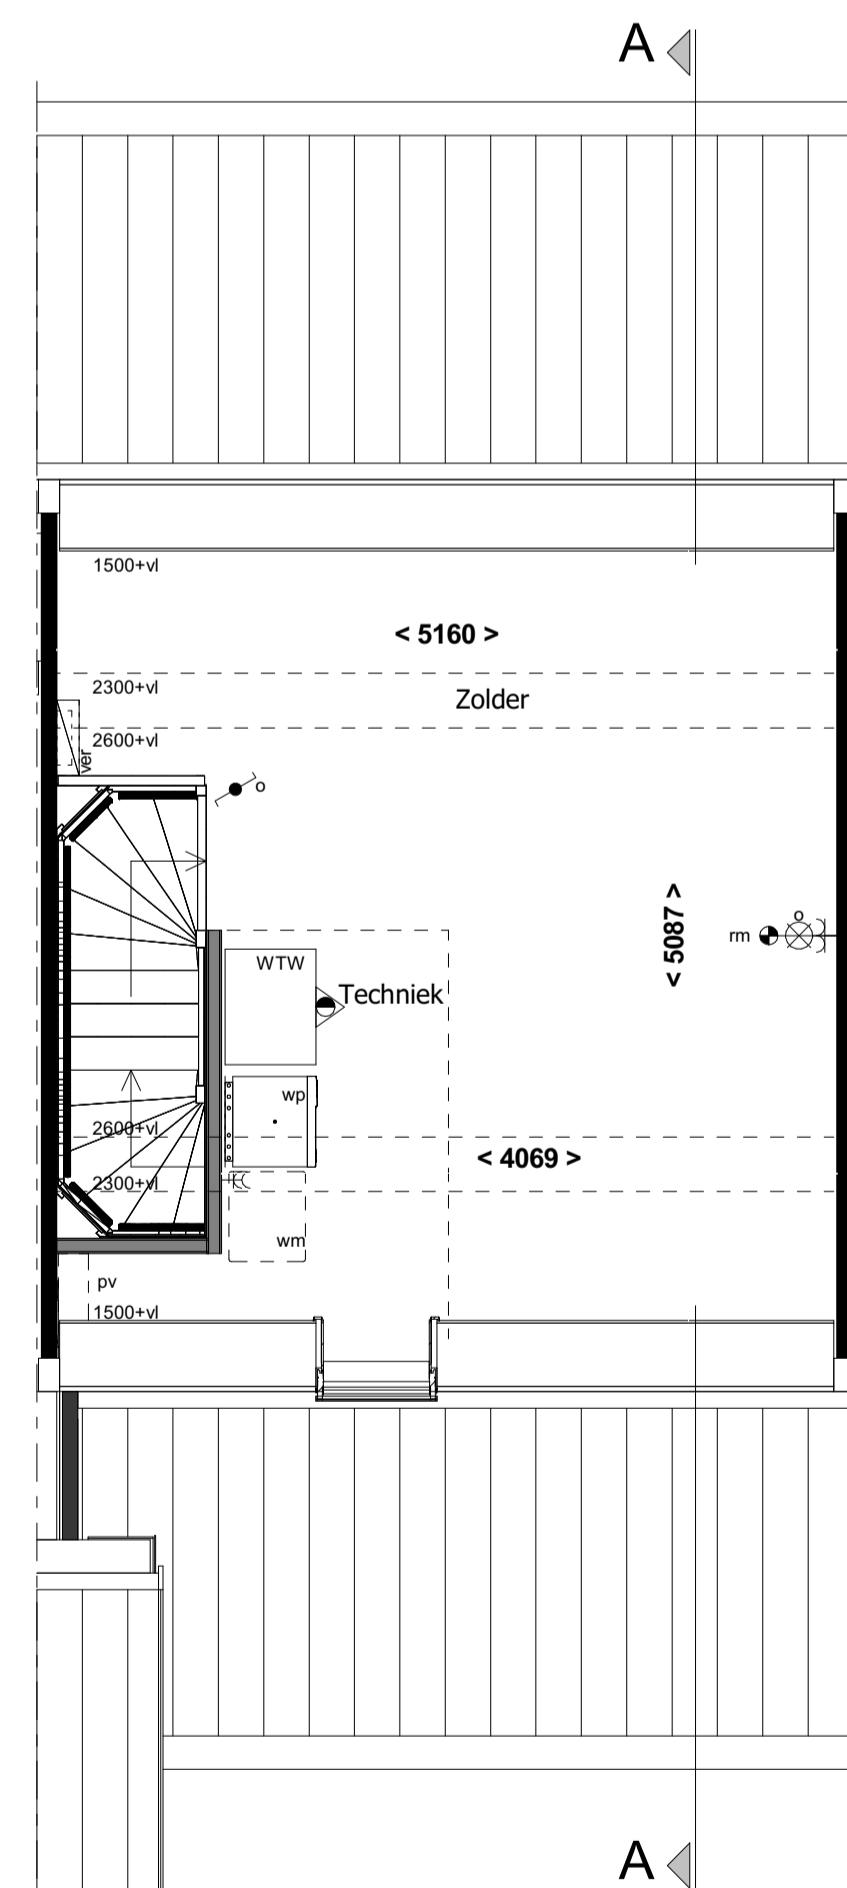 A
1500+vl
< 5160 >
2300+vl
Zolder
2600+vl
ver
o
< 5087 >
o
rm
WTW
Techniek
wp
2600+vl
< 4069 >
2300+vl
wm
pv
1500+vl
A